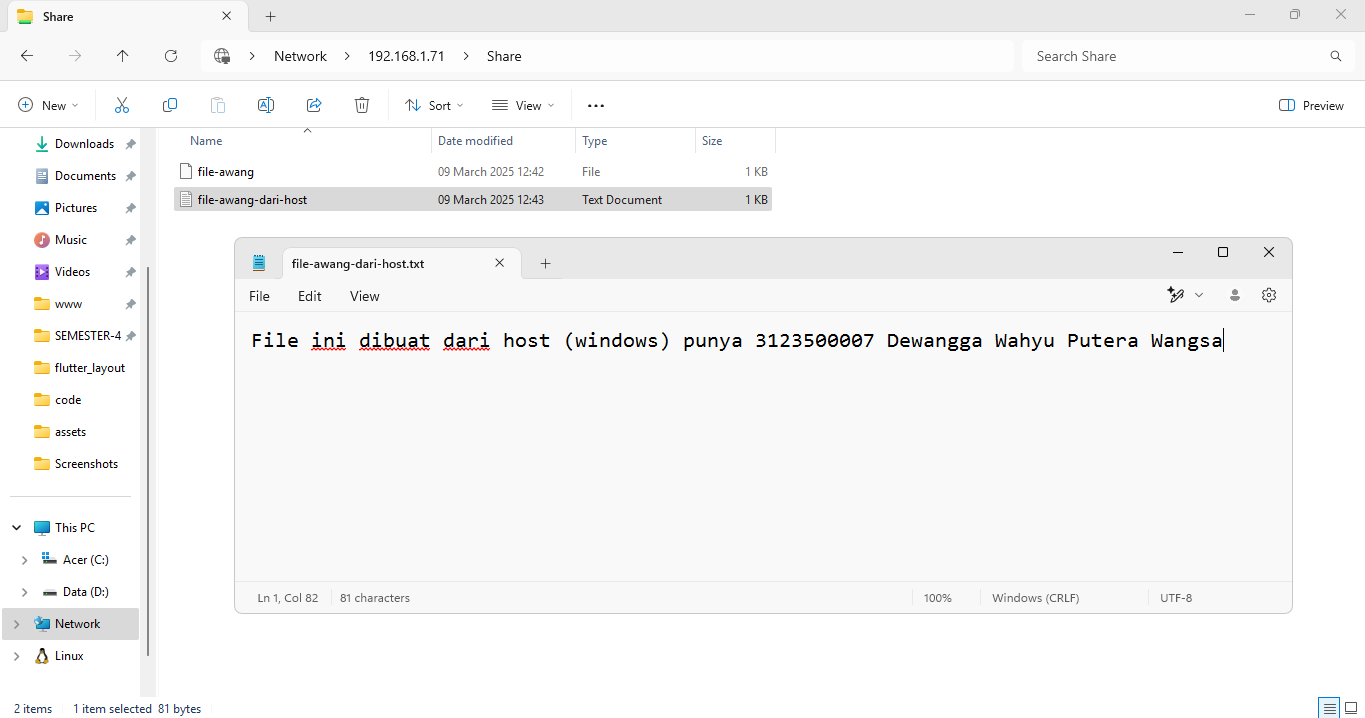 Share
Network
192.168.1.71
Share
Search Share
New
Sort
View
Preview
Downloads
Documents
Pictures
Music
Videos
www
SEMESTER-4
flutter_layout
code
assets
Screenshots
This PC
Acer (C:)
Data (D:)
Network
Linux
Name Date modified Type Size
file-awang 09 March 2025 12:42 File 1 KB
file-awang-dari-host 09 March 2025 12:43 Text Document 1 KB
file-awang-dari-host.txt
File Edit View
File ini dibuat dari host (windows) punya 3123500007 Dewangga Wahyu Putera Wangsa
Ln 1, Col 82 81 characters 100% Windows (CRLF) UTF-8
2 items 1 item selected 81 bytes